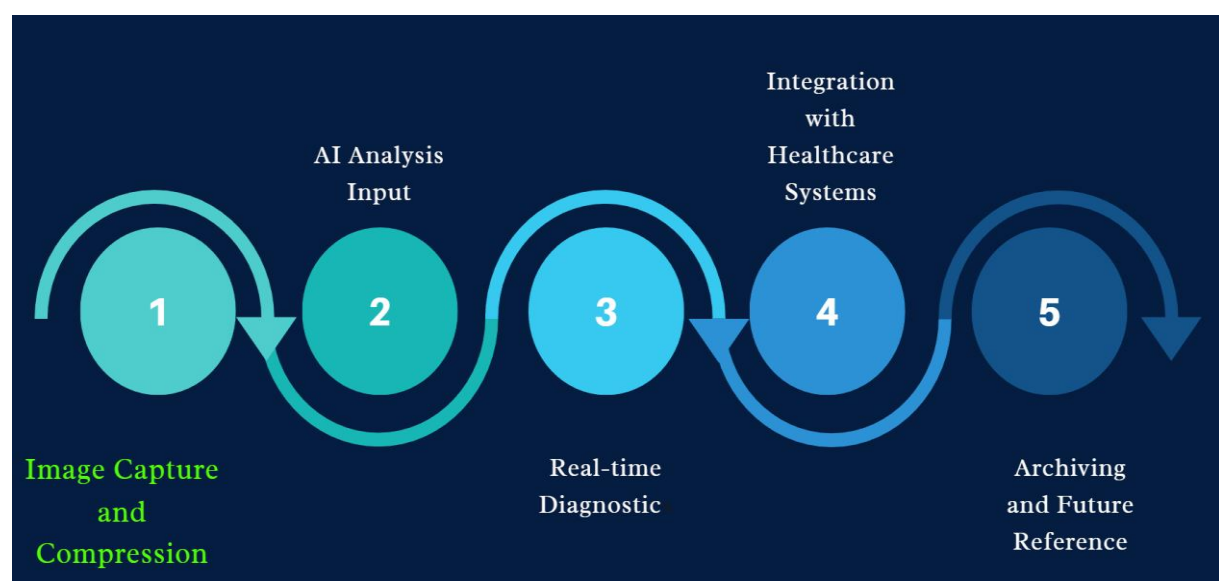 1
Image Capture
and
Compression
2
AI Analysis
Input
3
Real-time
Diagnostic
4
Integration
with
Healthcare
Systems
5
Archiving
and Future
Reference